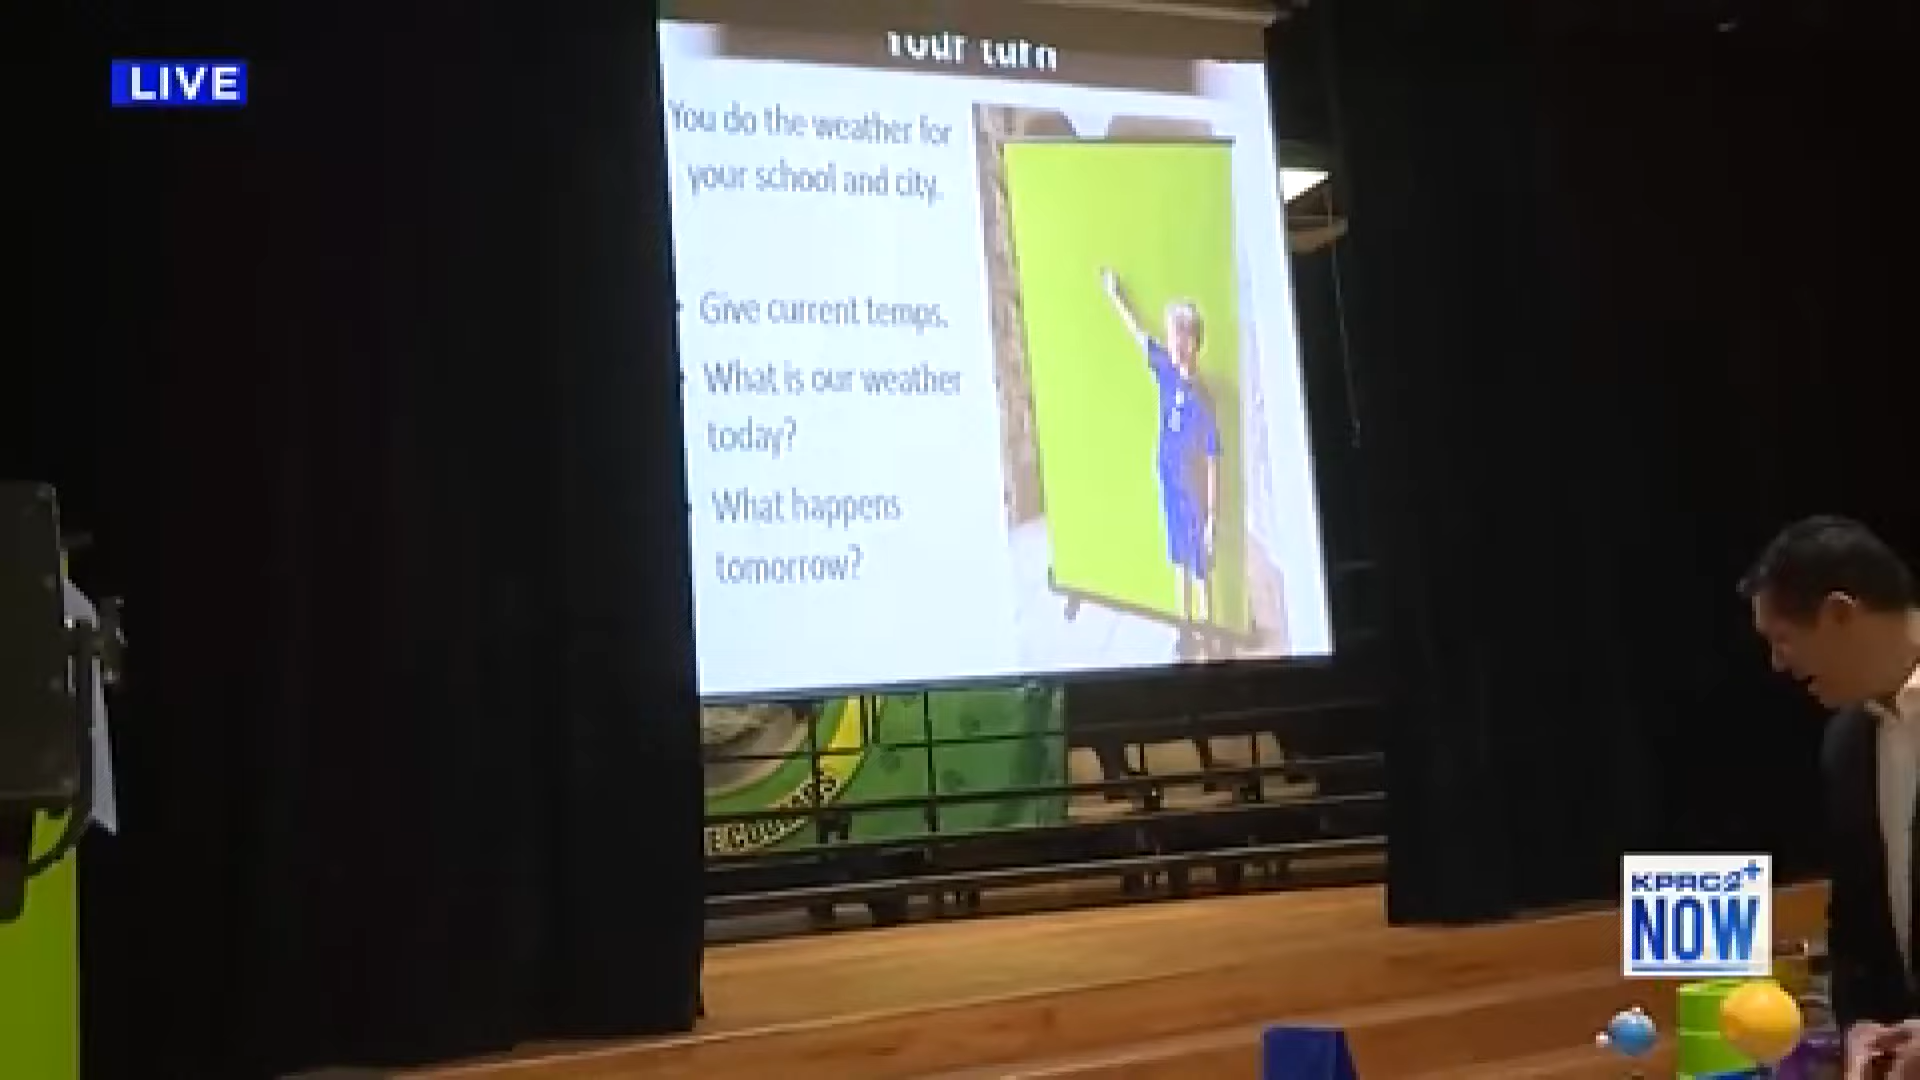 LIVE
Your turn
You do the weather for
your school and city.
Give current temps.
What is our weather
today?
What happens
tomorrow?
KPRC2+
NOW